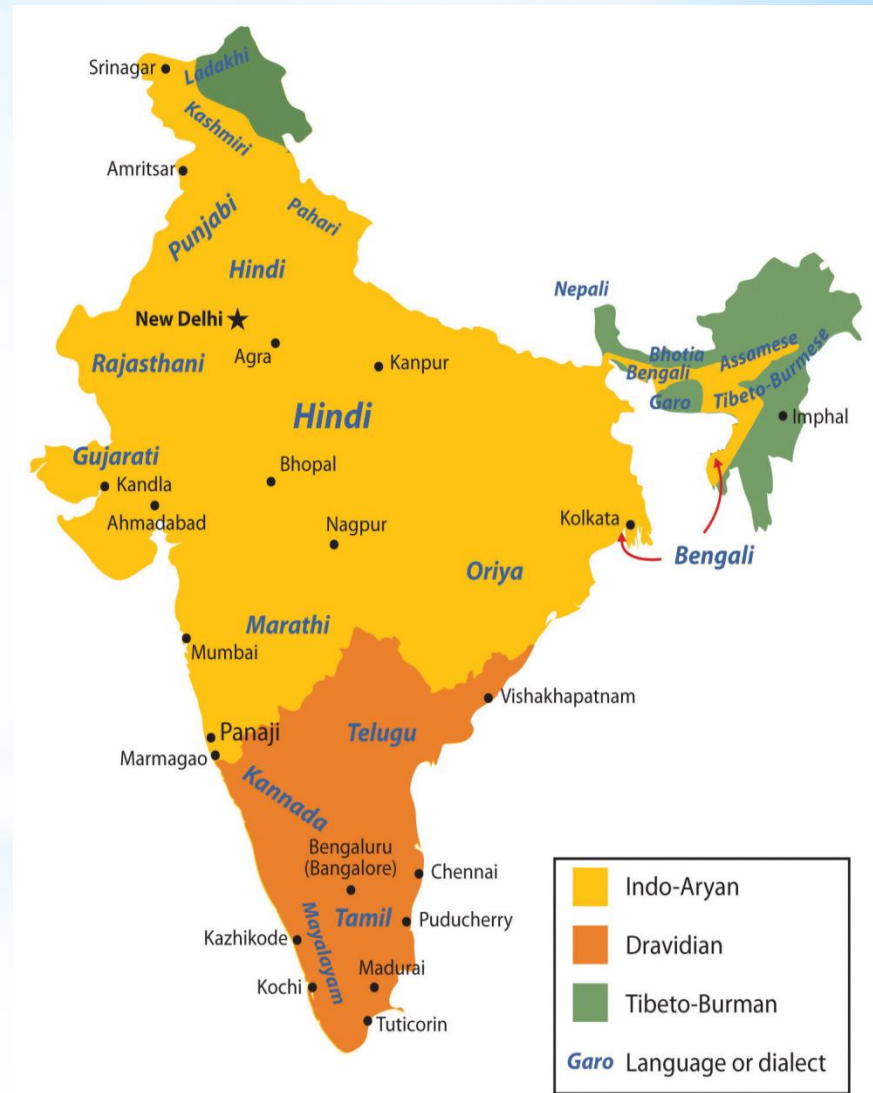 Srinagar
Ladakhi
Kashmiri
Amritsar
Punjabi
Pahari
Hindi
New Delhi
Nepali
Rajasthani
Agra
Kanpur
Bhotia
Assamese
Bengali
Garo
Tibeto-Burmese
Imphal
Hindi
Gujarati
Kandla
Ahmadabad
Bhopal
Nagpur
Kolkata
Oriya
Bengali
Marathi
Mumbai
Vishakhapatnam
Panaji
Marmagao
Telugu
Kannada
Bengaluru
(Bangalore)
Chennai
Tamil
Puducherry
Kazhikode
Mayalayam
Kochi
Madurai
Tuticorin
Indo-Aryan
Dravidian
Tibeto-Burman
Garo Language or dialect